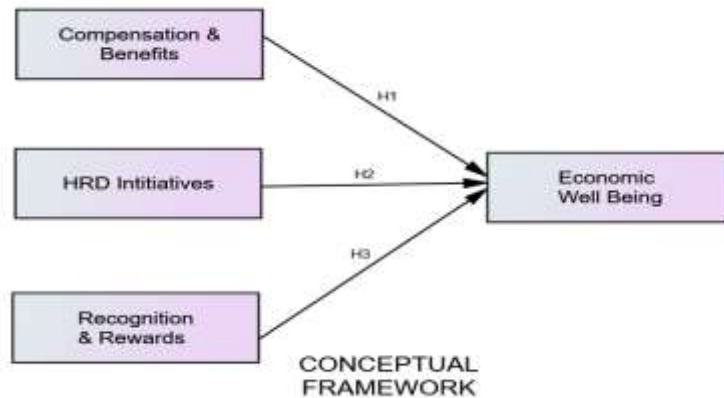 Compensation &
Benefits
H1
HRD Intitiatives
H2
Economic
Well Being
H3
Recognition
& Rewards
CONCEPTUAL
FRAMEWORK